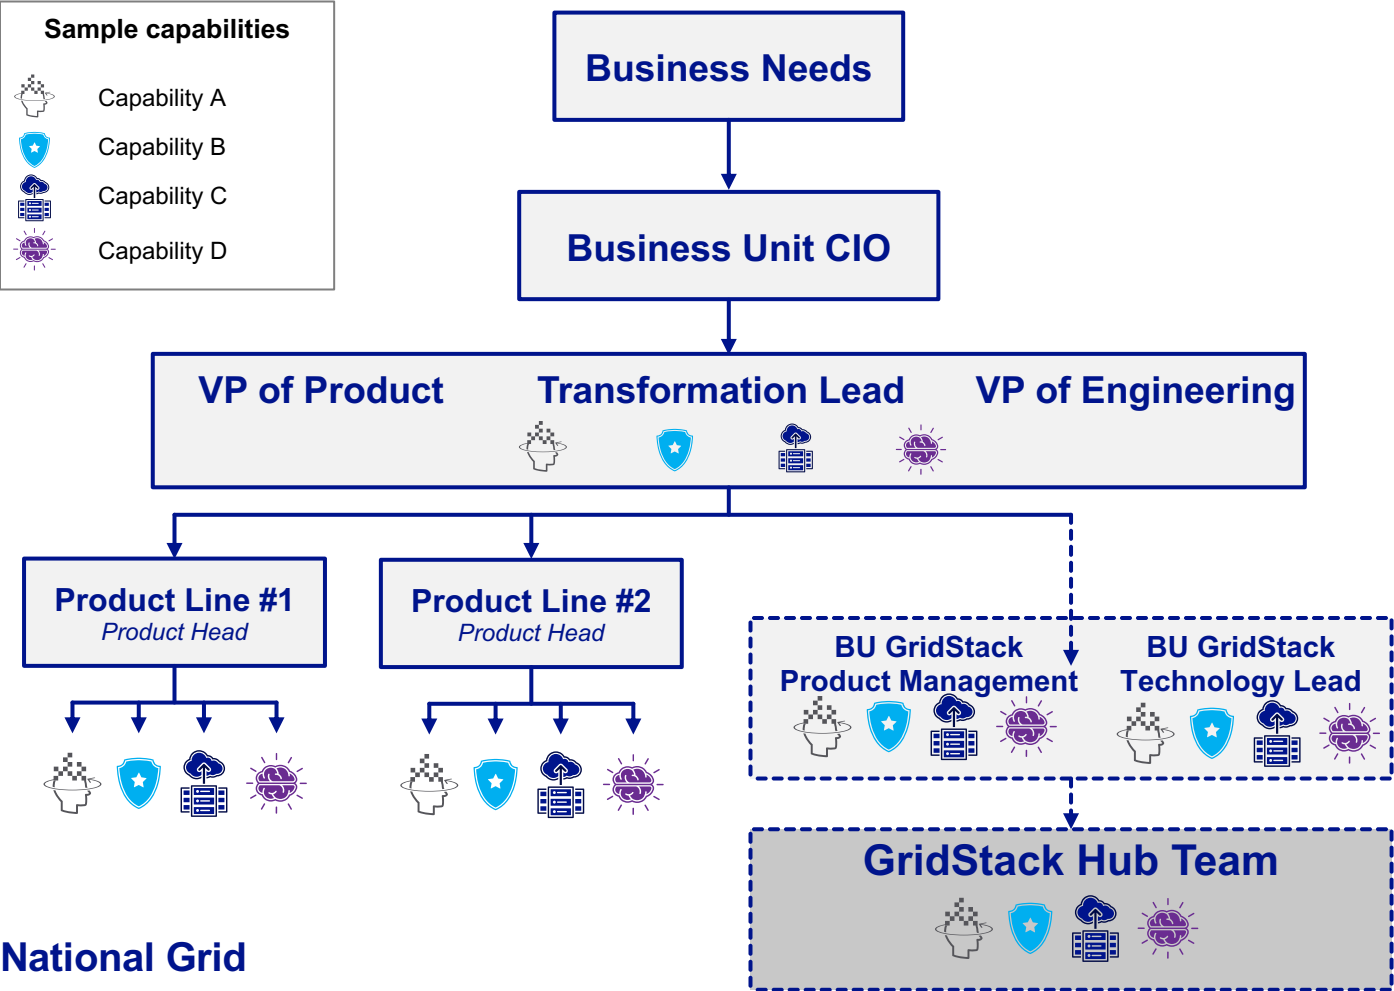 Sample capabilities
Capability A
Capability B
Capability C
Capability D
Business Needs
Business Unit CIO
VP of Product
Transformation Lead
VP of Engineering
Product Line #1
Product Head
Product Line #2
Product Head
BU GridStack
Product Management
BU GridStack
Technology Lead
GridStack Hub Team
National Grid